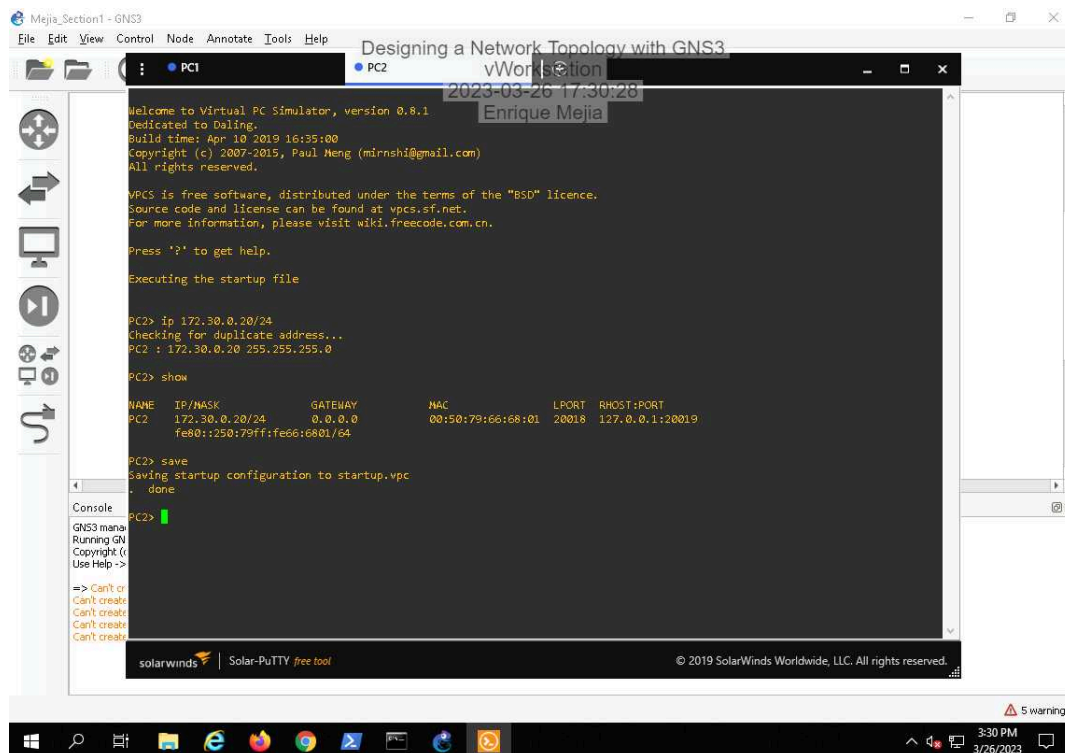 Mejia_Section1 - GNS3
File Edit View Control Node Annotate Tools Help
Designing a Network Topology with GNS3
vWorkstation
2023-03-26 17:30:28
Enrique Mejia
PC1
PC2
Welcome to Virtual PC Simulator, version 0.8.1
Dedicated to Daling.
Build time: Apr 10 2019 16:35:00
Copyright (c) 2007-2015, Paul Meng (mirnshi@gmail.com)
All rights reserved.
VPCS is free software, distributed under the terms of the "BSD" licence.
Source code and license can be found at vpcs.sf.net.
For more information, please visit wiki.freecode.com.cn.
Press '?' to get help.
Executing the startup file
PC2> ip 172.30.0.20/24
Checking for duplicate address...
PC2 : 172.30.0.20 255.255.255.0
PC2> show
NAME IP/MASK GATEWAY MAC LPORT RHOST:PORT
PC2 172.30.0.20/24 0.0.0.0 00:50:79:66:68:01 20018 127.0.0.1:20019
fe80::250:79ff:fe66:6801/64
PC2> save
Saving startup configuration to startup.vpc
. done
PC2>
Console
GNS3 mana
Running GN
Copyright (
Use Help ->
=> Can't cr
Can't create
Can't create
Can't create
Can't create
solarwinds Solar-PuTTY free tool
© 2019 SolarWinds Worldwide, LLC. All rights reserved.
5 warning
3:30 PM
3/26/2023